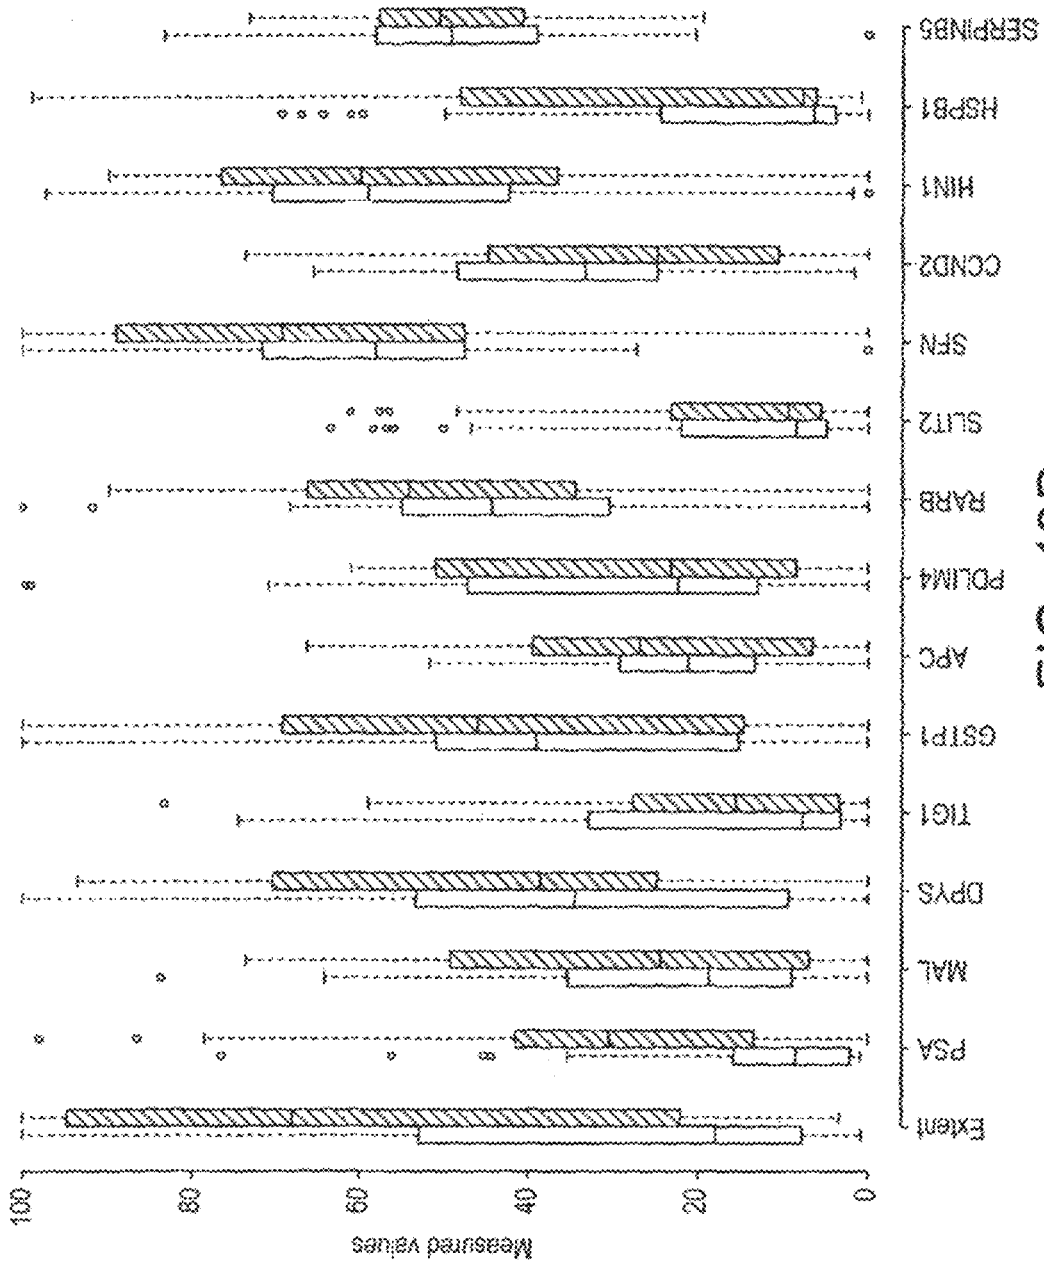 SERPINB5
HSPB1
HIN1
CCND2
SFN
SLIT2
RARB
PDLIM4
APC
GSTP1
TIG1
DPYS
MAL
PSA
Extent
100
80
60
40
20
0
Measured values